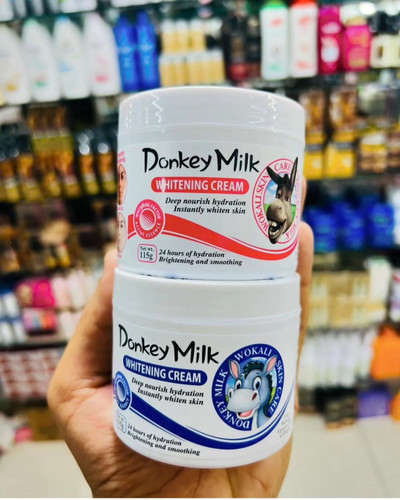 Donkey Milk
WHITENING CREAM
Deep nourish hydration
Instantly whiten skin
WOKALI SKIN CARE
Net wt.
115g
24 hours of hydration
Brightening and smoothing
Donkey Milk
WHITENING CREAM
Deep nourish hydration
Instantly whiten skin
WOKALI SKIN CARE
DONKEY MILK
24 hours of hydration
Brightening and smoothing